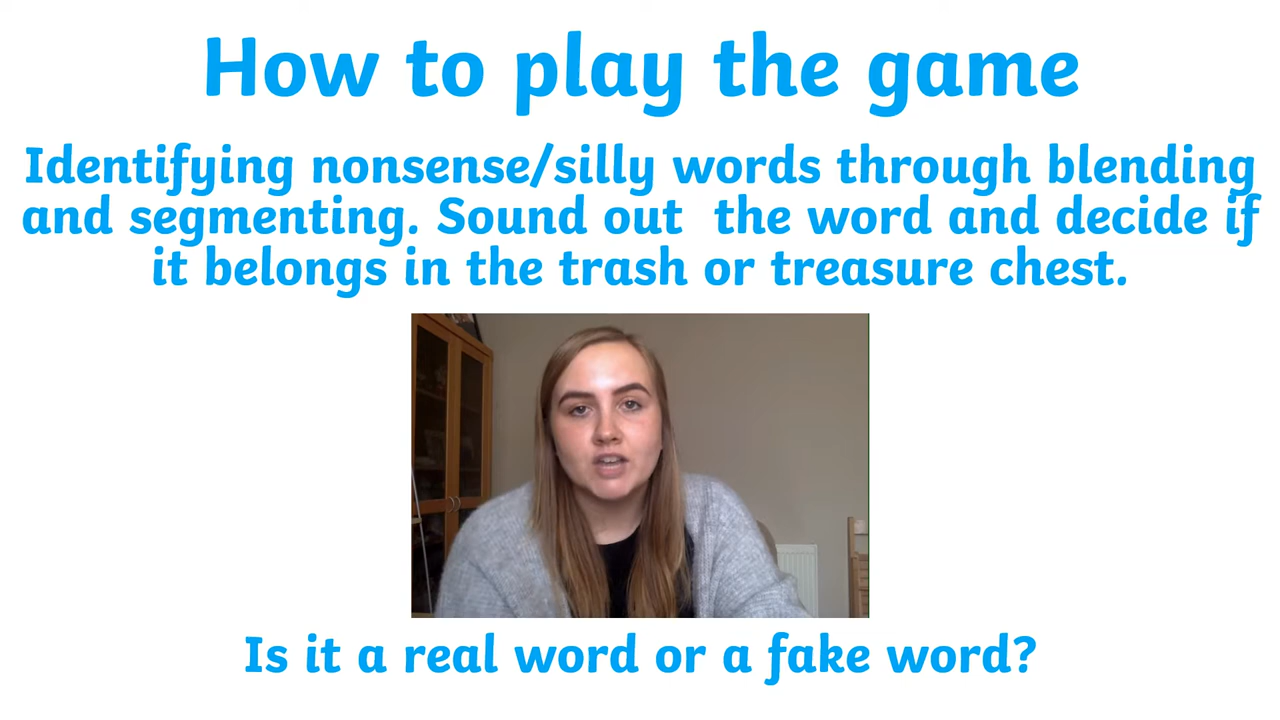 How to play the game
Identifying nonsense/silly words through blending
and segmenting. Sound out  the word and decide if
it belongs in the trash or treasure chest.
Is it a real word or a fake word?